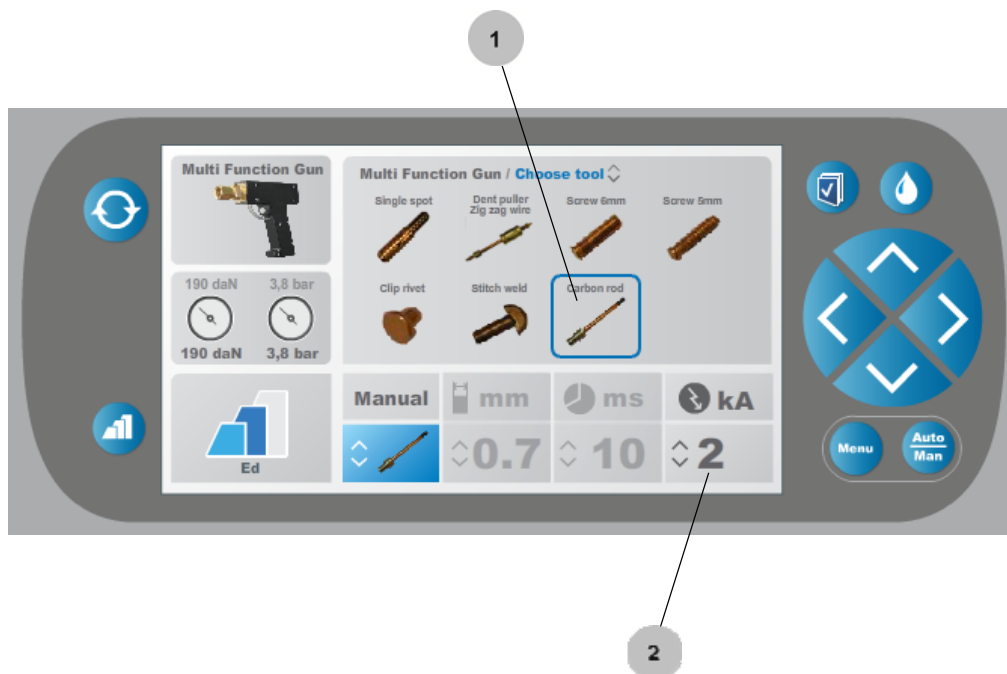 1
Multi Function Gun
Multi Function Gun / Choose tool
Single spot
Dent puller
Zig zag wire
Screw 6mm
Screw 5mm
190 daN
3,8 bar
190 daN
3,8 bar
Clip rivet
Stitch weld
Carbon rod
Manual
mm
ms
kA
Ed
0.7
10
2
Menu
Auto
Man
2